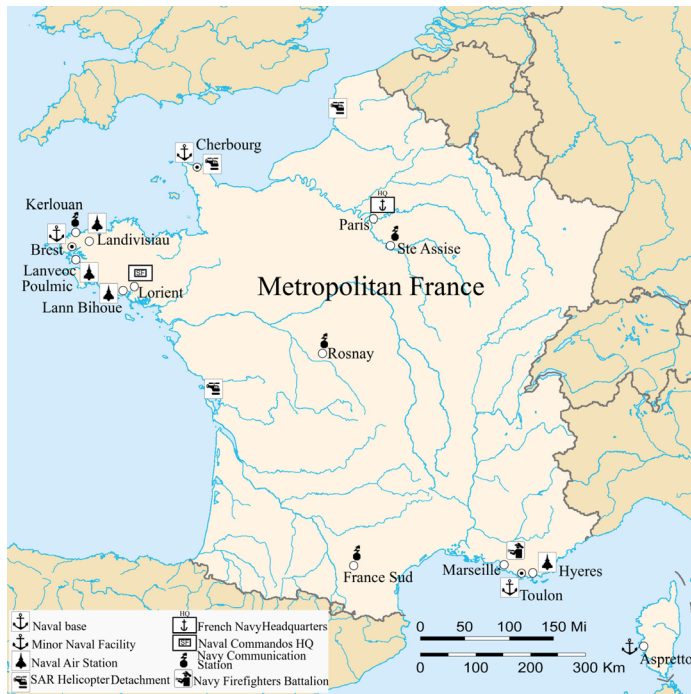 Cherbourg
Kerlouan
Landivisiau
Brest
Lanveoc
Poulmic
Lann Bihoue
Lorient
HQ
Paris
Ste Assise
Metropolitan France
Rosnay
France Sud
Marseille
Hyeres
Toulon
Aspretto
Naval base
Minor Naval Facility
Naval Air Station
SAR Helicopter Detachment
HQ
French Navy Headquarters
Naval Commandos HQ
Navy Communication
Station
Navy Firefighters Battalion
0 50 100 150 Mi
0 100 200 300 Km